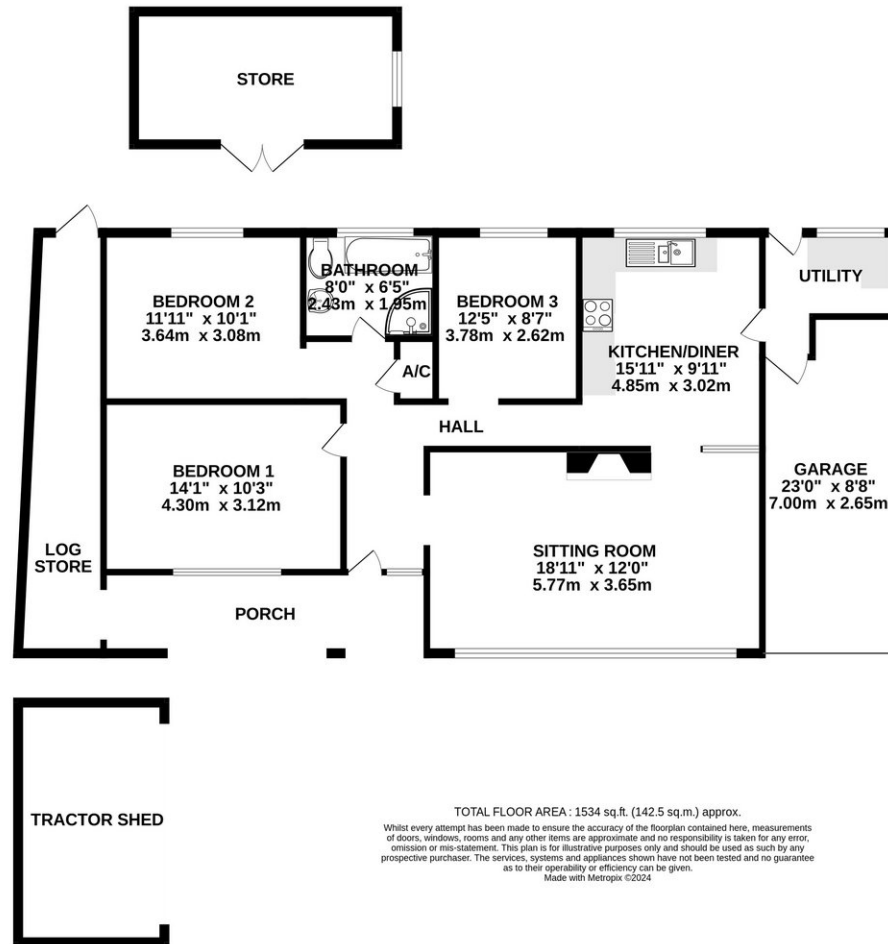 STORE
BEDROOM 2
11'11" x 10'1"
3.64m x 3.08m
BATHROOM
8'0" x 6'5"
2.43m x 1.95m
BEDROOM 3
12'5" x 8'7"
3.78m x 2.62m
UTILITY
KITCHEN/DINER
15'11" x 9'11"
4.85m x 3.02m
A/C
HALL
BEDROOM 1
14'1" x 10'3"
4.30m x 3.12m
GARAGE
23'0" x 8'8"
7.00m x 2.65m
LOG
STORE
SITTING ROOM
18'11" x 12'0"
5.77m x 3.65m
PORCH
TRACTOR SHED
TOTAL FLOOR AREA : 1534 sq.ft. (142.5 sq.m.) approx.
Whilst every attempt has been made to ensure the accuracy of the floorplan contained here, measurements
of doors, windows, rooms and any other items are approximate and no responsibility is taken for any error,
omission or mis-statement. This plan is for illustrative purposes only and should be used as such by any
prospective purchaser. The services, systems and appliances shown have not been tested and no guarantee
as to their operability or efficiency can be given.
Made with Metropix ©2024